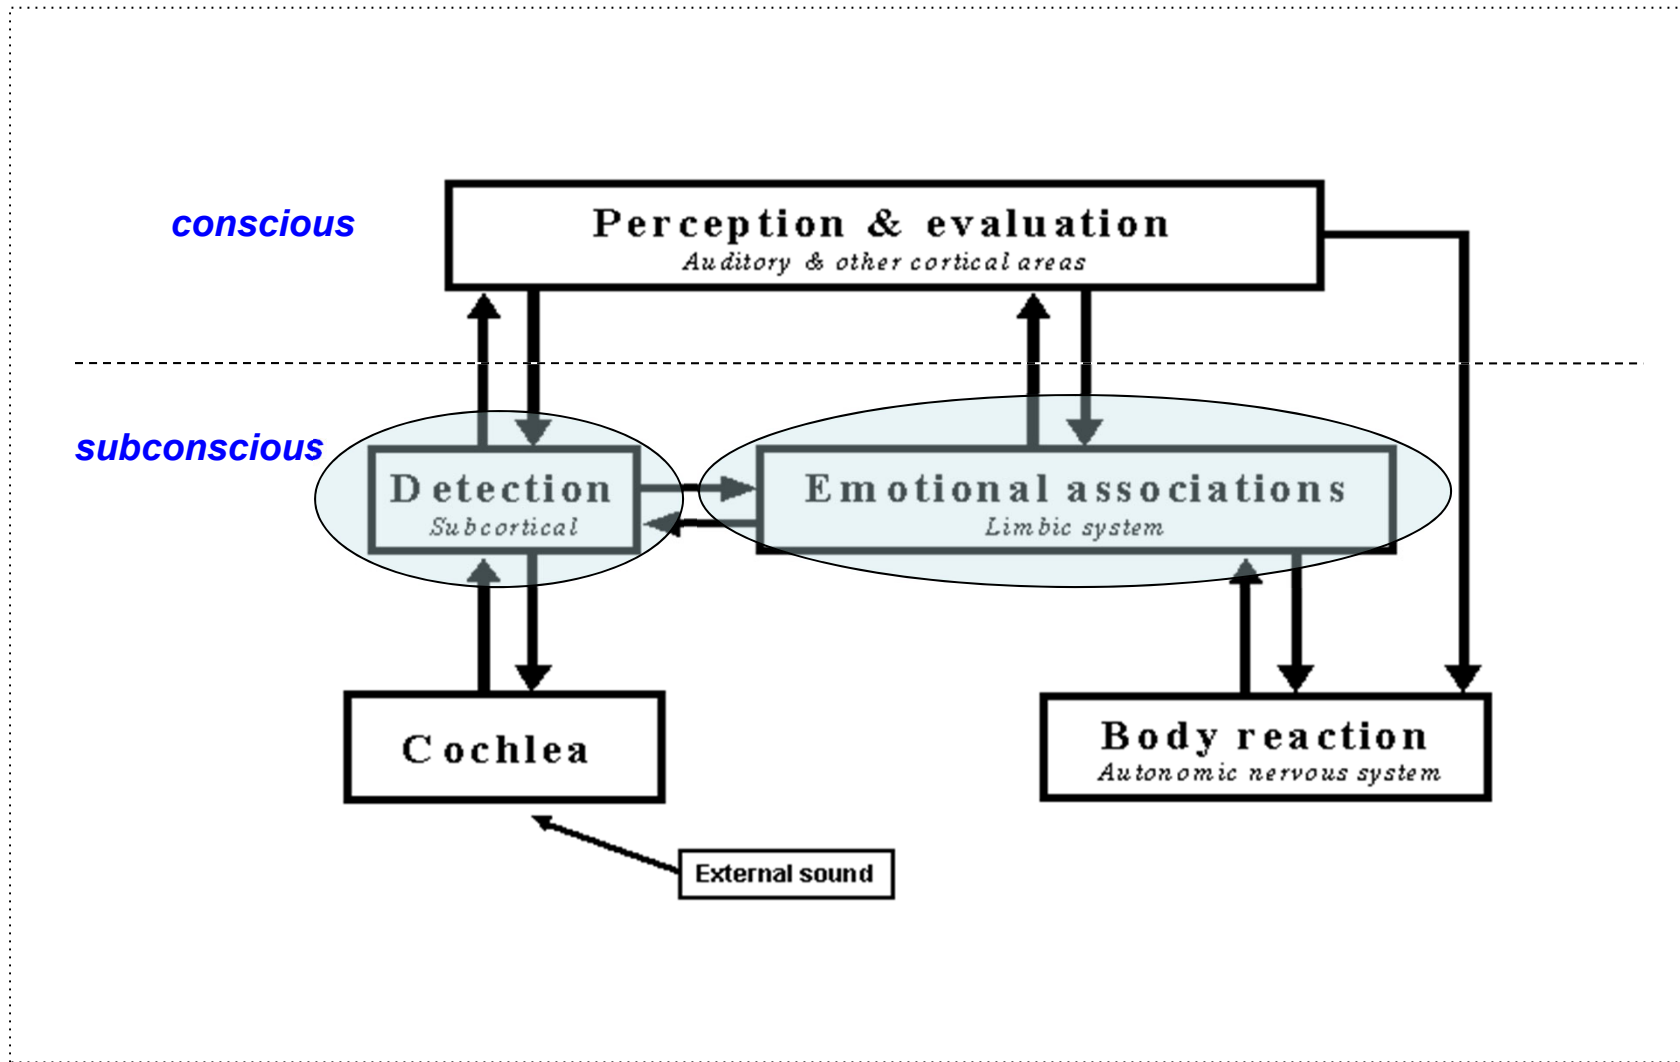 conscious
Perception & evaluation
Auditory & other cortical areas
subconscious
Detection
Subcortical
Emotional associations
Limbic system
Cochlea
Body reaction
Autonomic nervous system
External sound